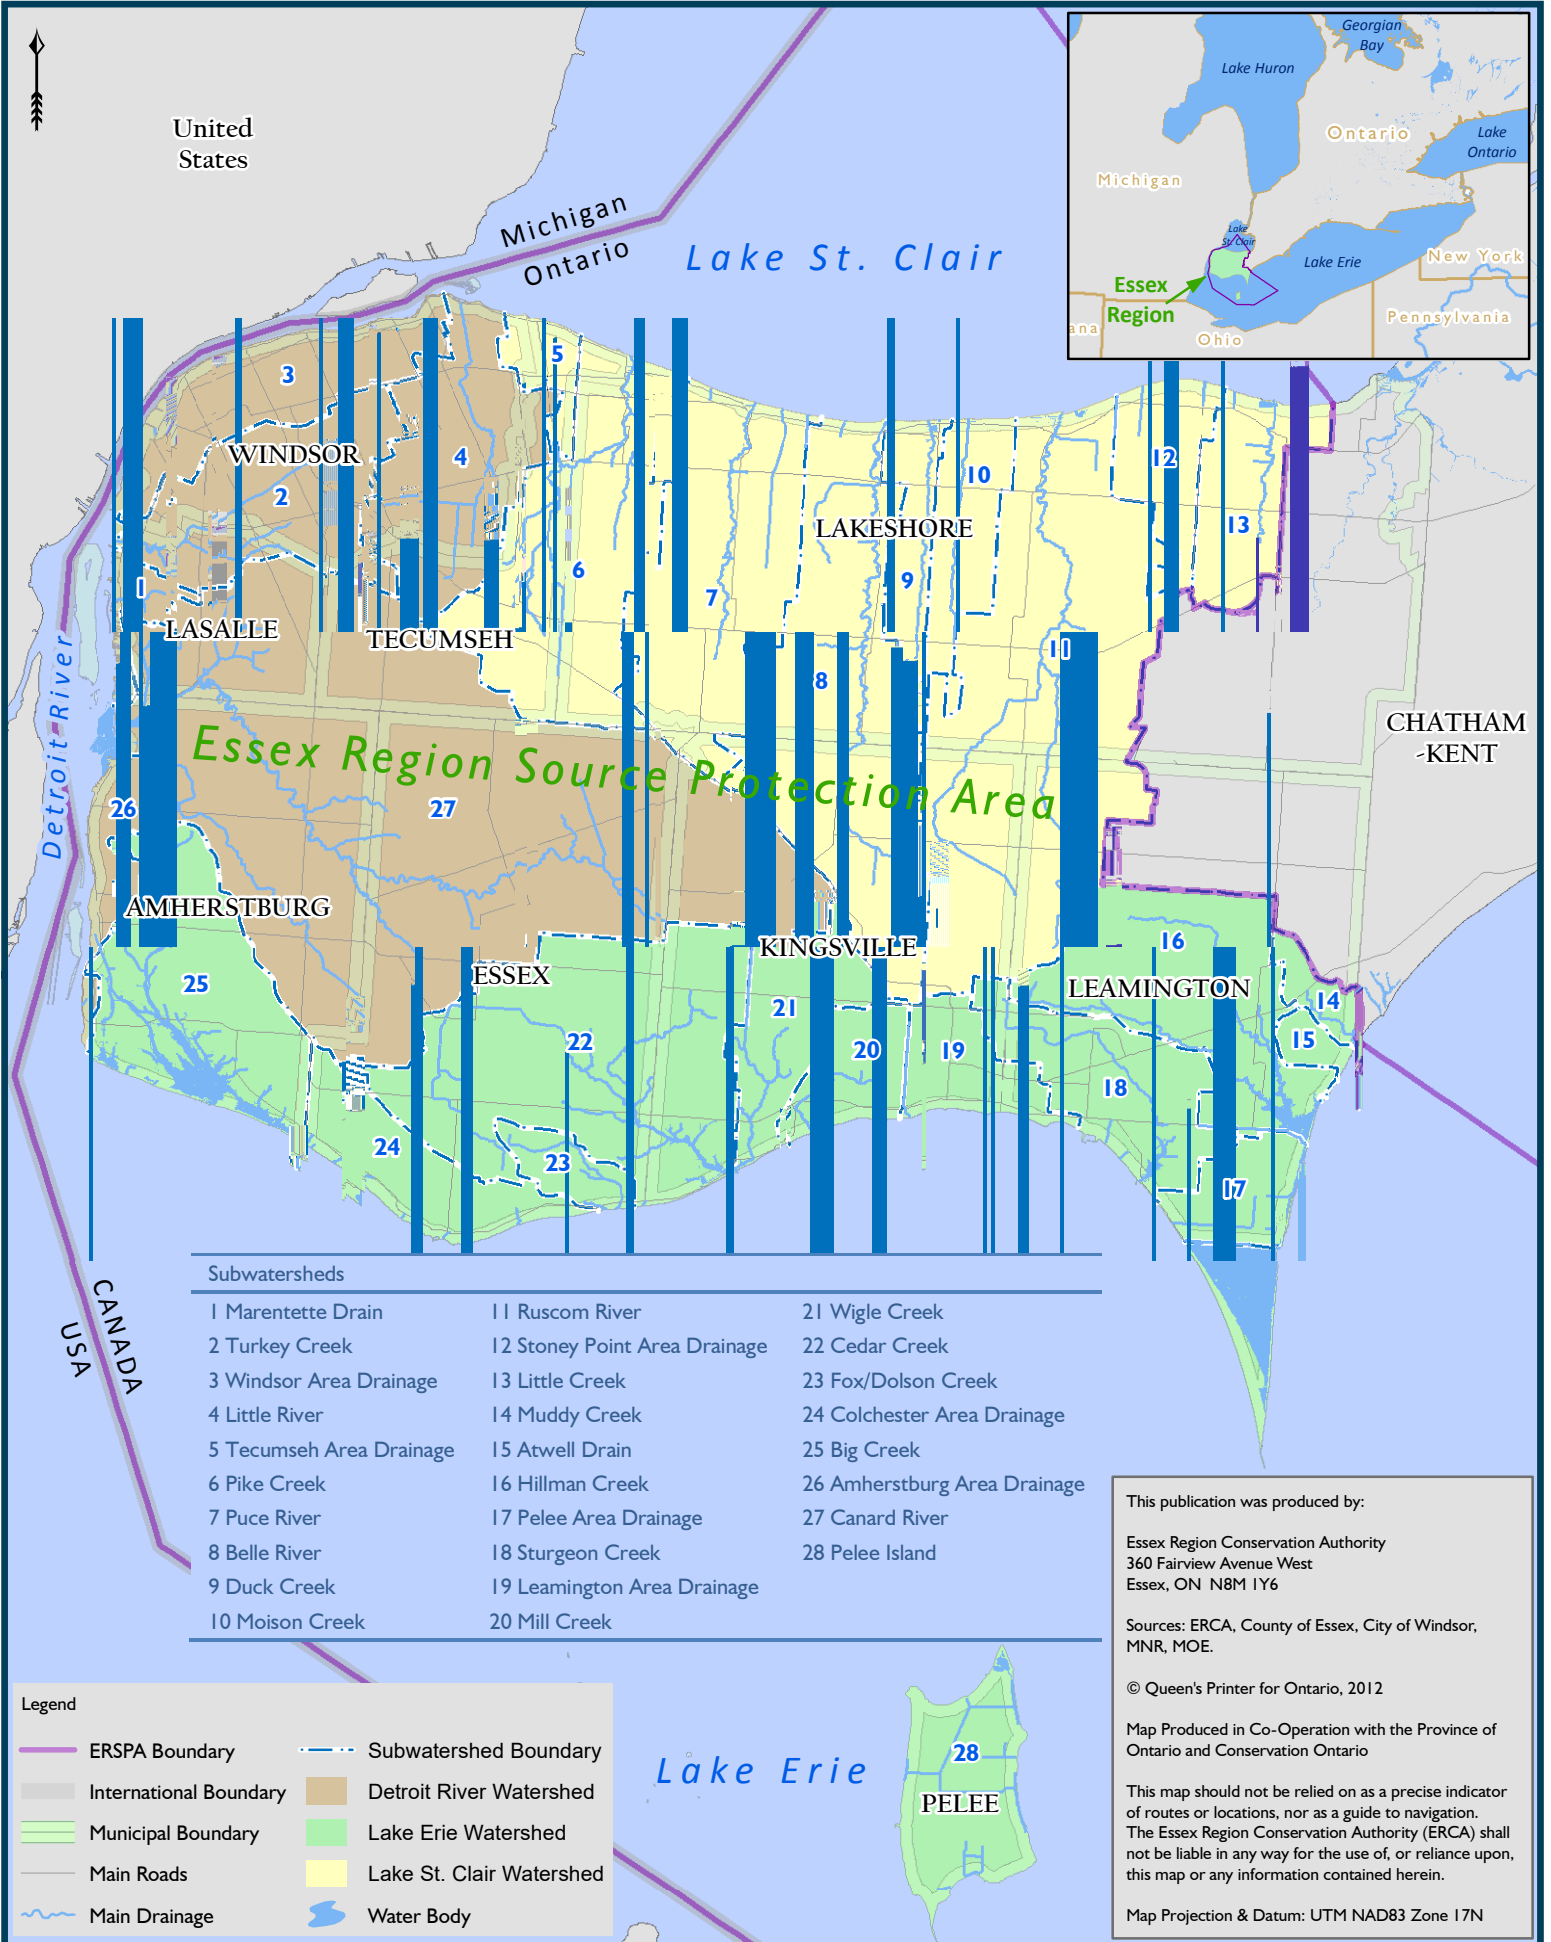 United
States
Michigan
Ontario
Lake St. Clair
Georgian
Bay
Lake Huron
Ontario
Lake
Ontario
Michigan
Lake
St. Clair
Lake Erie
New York
Essex
Region
Pennsylvania
ana
Ohio
3
5
WINDSOR
4
2
10
12
LAKESHORE
13
6
9
1
7
LASALLE
TECUMSEH
11
8
Detroit River
CHATHAM
-KENT
Essex Region Source Protection Area
26
27
AMHERSTBURG
16
KINGSVILLE
ESSEX
LEAMINGTON
25
14
21
22
20
19
15
18
24
23
17
CANADA
USA
Subwatersheds
1 Marentette Drain
2 Turkey Creek
3 Windsor Area Drainage
4 Little River
5 Tecumseh Area Drainage
6 Pike Creek
7 Puce River
8 Belle River
9 Duck Creek
10 Moison Creek
11 Ruscom River
12 Stoney Point Area Drainage
13 Little Creek
14 Muddy Creek
15 Atwell Drain
16 Hillman Creek
17 Pelee Area Drainage
18 Sturgeon Creek
19 Leamington Area Drainage
20 Mill Creek
21 Wigle Creek
22 Cedar Creek
23 Fox/Dolson Creek
24 Colchester Area Drainage
25 Big Creek
26 Amherstburg Area Drainage
27 Canard River
28 Pelee Island
Legend
ERSPA Boundary
International Boundary
Municipal Boundary
Main Roads
Main Drainage
Subwatershed Boundary
Detroit River Watershed
Lake Erie Watershed
Lake St. Clair Watershed
Water Body
Lake Erie
28
PELEE
This publication was produced by:
Essex Region Conservation Authority
360 Fairview Avenue West
Essex, ON N8M 1Y6
Sources: ERCA, County of Essex, City of Windsor,
MNR, MOE.
© Queen's Printer for Ontario, 2012
Map Produced in Co-Operation with the Province of
Ontario and Conservation Ontario
This map should not be relied on as a precise indicator
of routes or locations, nor as a guide to navigation.
The Essex Region Conservation Authority (ERCA) shall
not be liable in any way for the use of, or reliance upon,
this map or any information contained herein.
Map Projection & Datum: UTM NAD83 Zone 17N